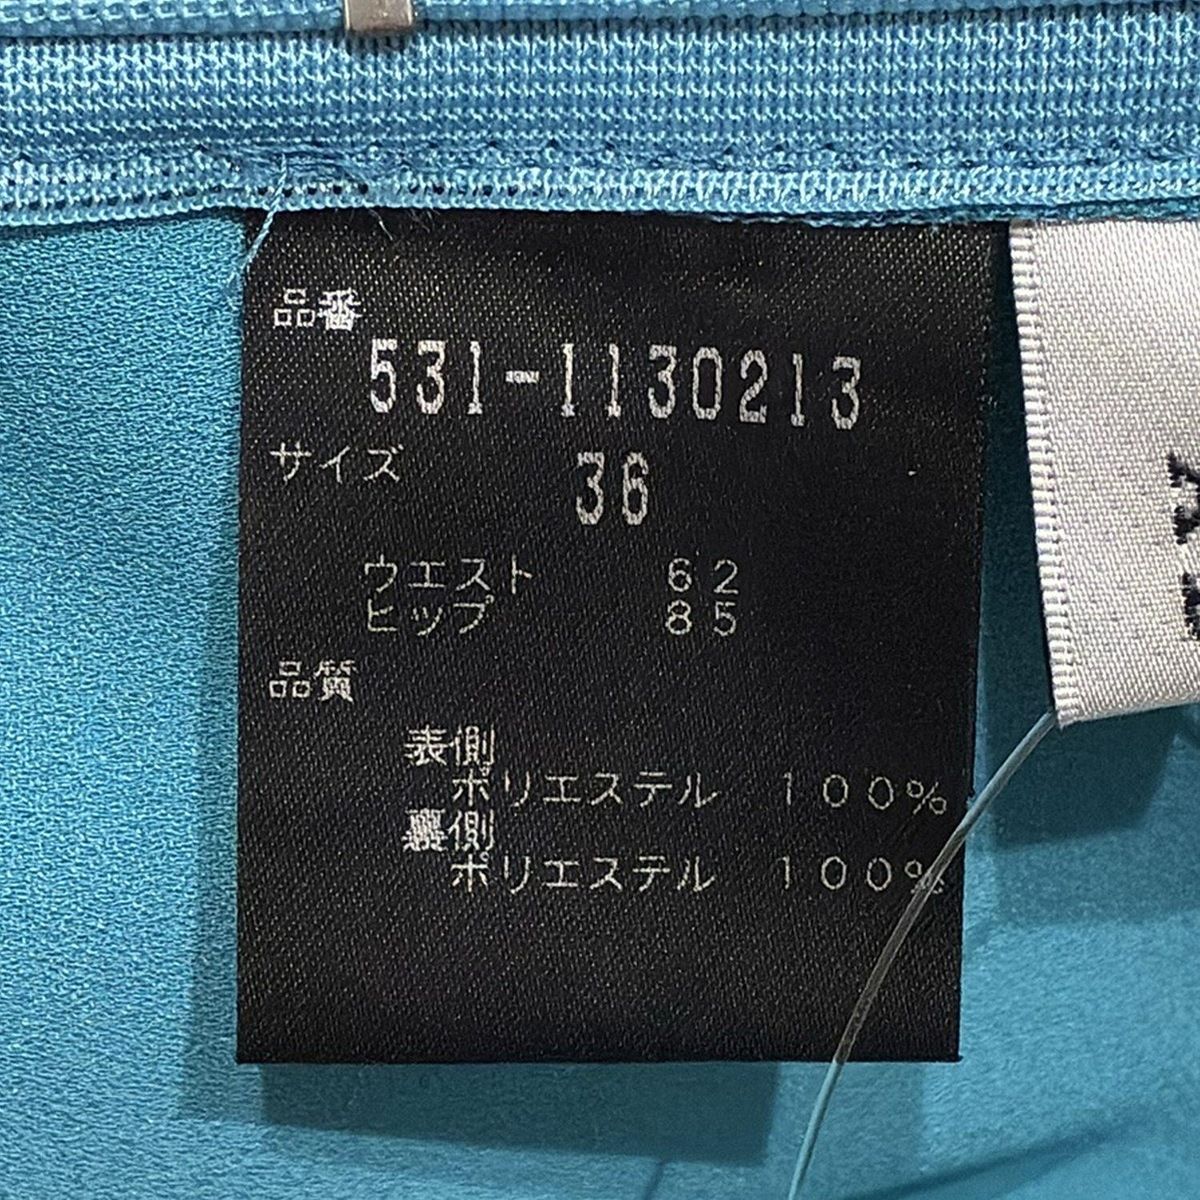 品番
531-1130213
サイズ 36
ウエスト 62
ヒップ 85
品質
表側
ポリエステル 100%
裏側
ポリエステル 100%